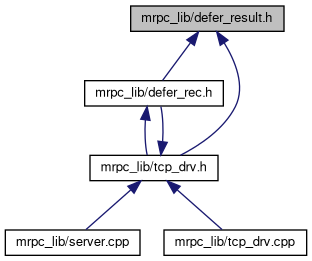 mrpc_lib/defer_result.h
mrpc_lib/defer_rec.h
mrpc_lib/tcp_drv.h
mrpc_lib/server.cpp
mrpc_lib/tcp_drv.cpp